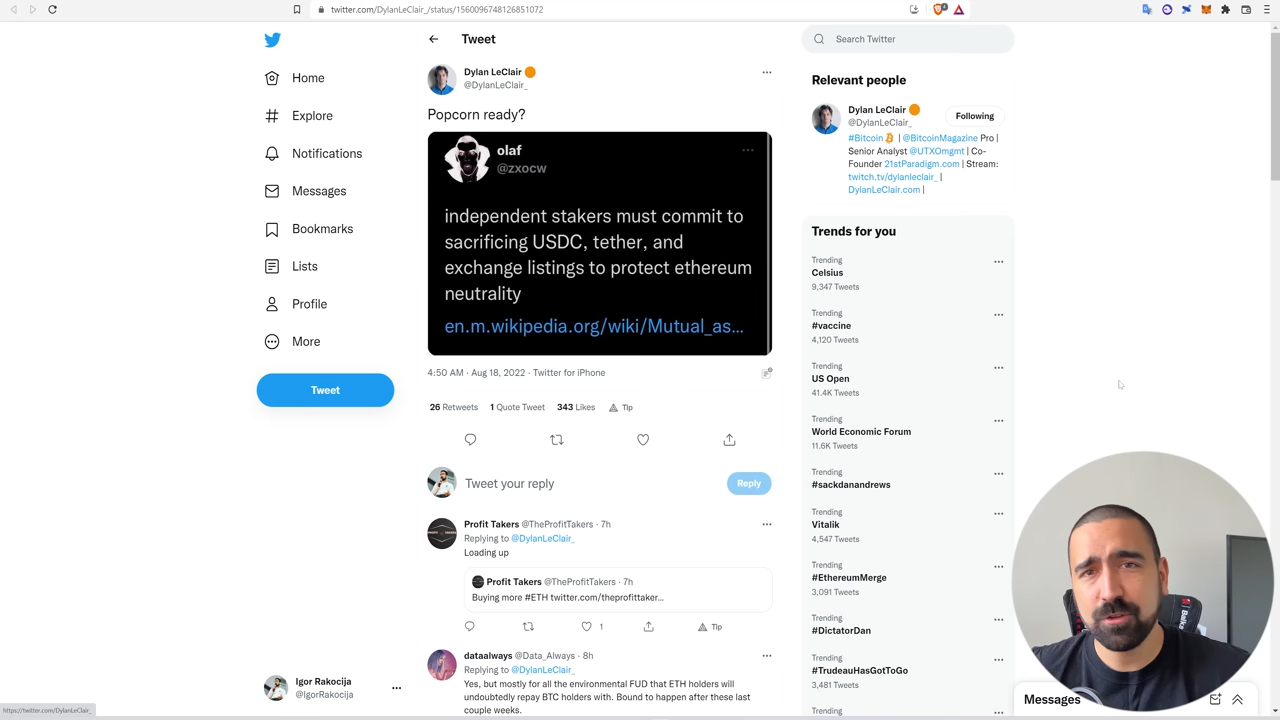 twitter.com/DylanLeClair_/status/1560096748126851072
Home
Explore
Notifications
Messages
Bookmarks
Lists
Profile
More
Tweet
Igor Rakocija
@IgorRakocija
https://twitter.com/DylanLeClair_
Tweet
Dylan LeClair
@DylanLeClair_
Popcorn ready?
olaf
@zxocw
independent stakers must commit to
sacrificing USDC, tether, and
exchange listings to protect ethereum
neutrality
en.m.wikipedia.org/wiki/Mutual_as...
4:50 AM · Aug 18, 2022 · Twitter for iPhone
26 Retweets 1 Quote Tweet 343 Likes Tip
Tweet your reply
Reply
Profit Takers @TheProfitTakers · 7h
Replying to @DylanLeClair_
Loading up
Profit Takers @TheProfitTakers · 7h
Buying more #ETH twitter.com/theprofittaker...
1 Tip
dataalways @Data_Always · 8h
Replying to @DylanLeClair_
Yes, but mostly for all the environmental FUD that ETH holders will
undoubtedly repay BTC holders with. Bound to happen after these last
couple weeks.
Search Twitter
Relevant people
Dylan LeClair
@DylanLeClair_
Following
#Bitcoin | @BitcoinMagazine Pro |
Senior Analyst @UTXOmgmt | Co-
Founder 21stParadigm.com | Stream:
twitch.tv/dylanleclair_ |
DylanLeClair.com |
Trends for you
Trending
Celsius
9,347 Tweets
Trending
#vaccine
4,120 Tweets
Trending
US Open
41.4K Tweets
Trending
World Economic Forum
11.6K Tweets
Trending
#sackdanandrews
Trending
Vitalik
4,547 Tweets
Trending
#EthereumMerge
3,091 Tweets
Trending
#DictatorDan
Trending
#TrudeauHasGotToGo
3,481 Tweets
Trending
Messages